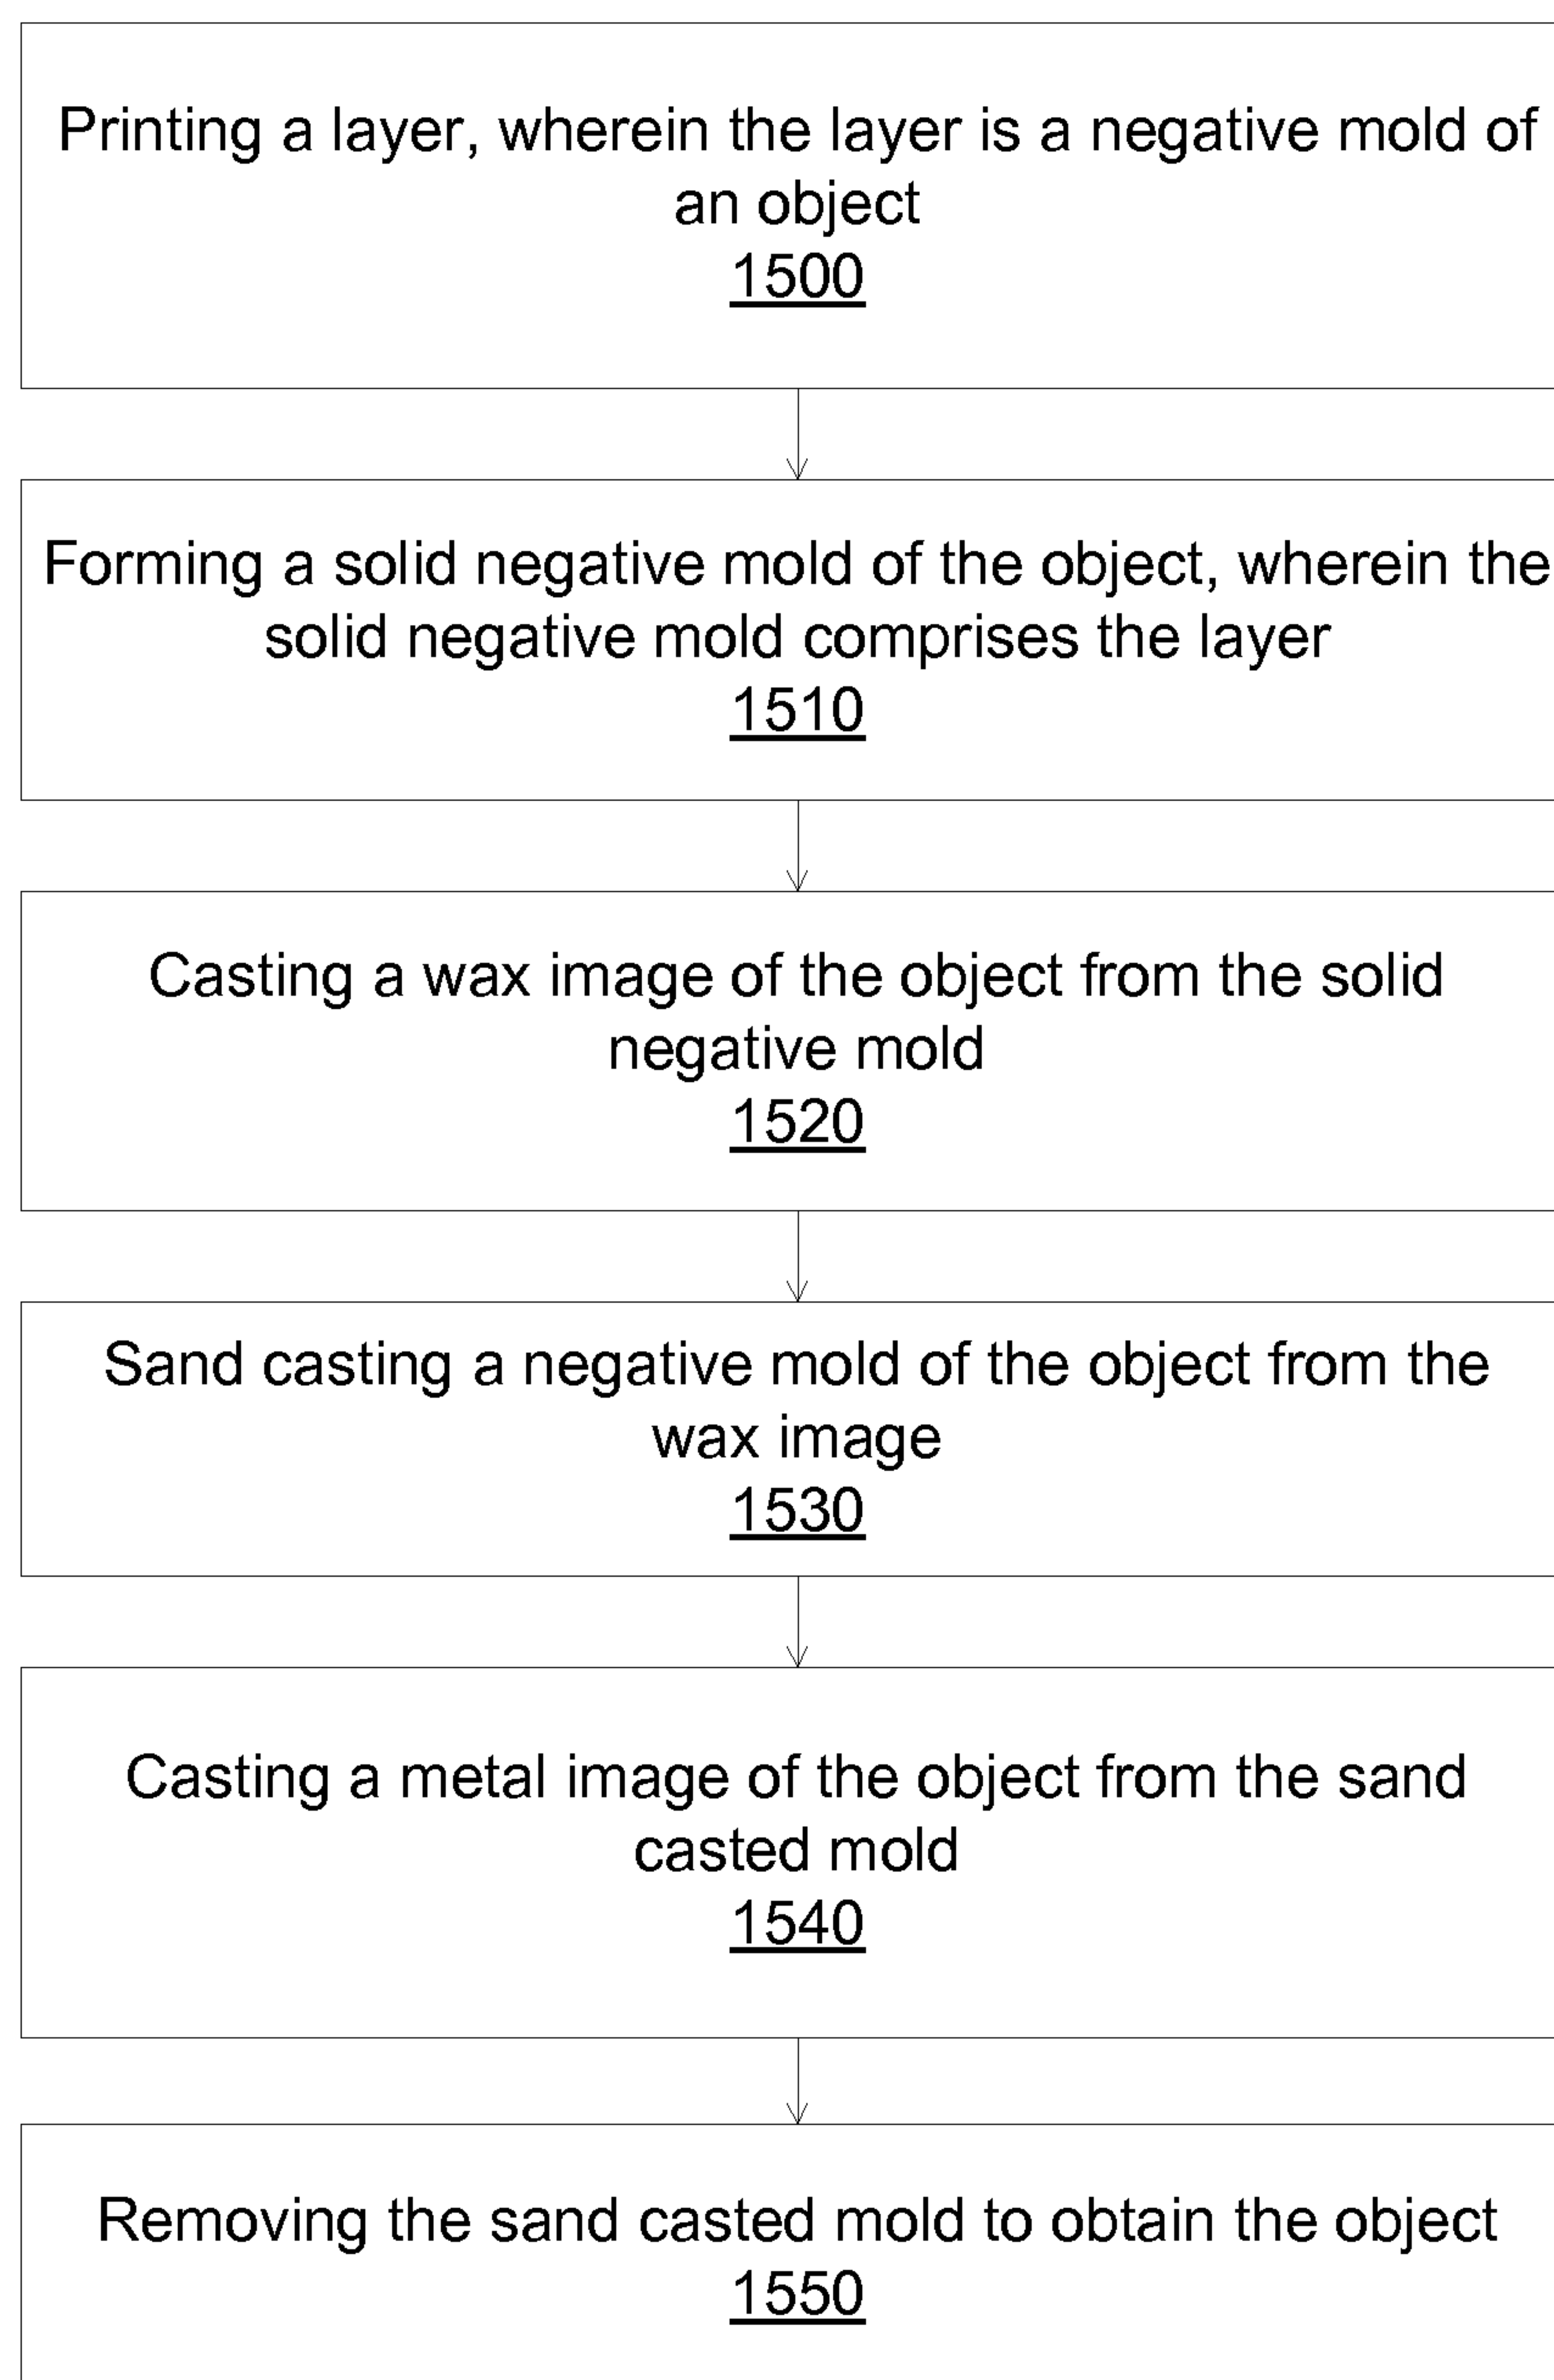 Printing a layer, wherein the layer is a negative mold of
an object
1500
Forming a solid negative mold of the object, wherein the
solid negative mold comprises the layer
1510
Casting a wax image of the object from the solid
negative mold
1520
Sand casting a negative mold of the object from the
wax image
1530
Casting a metal image of the object from the sand
casted mold
1540
Removing the sand casted mold to obtain the object
1550